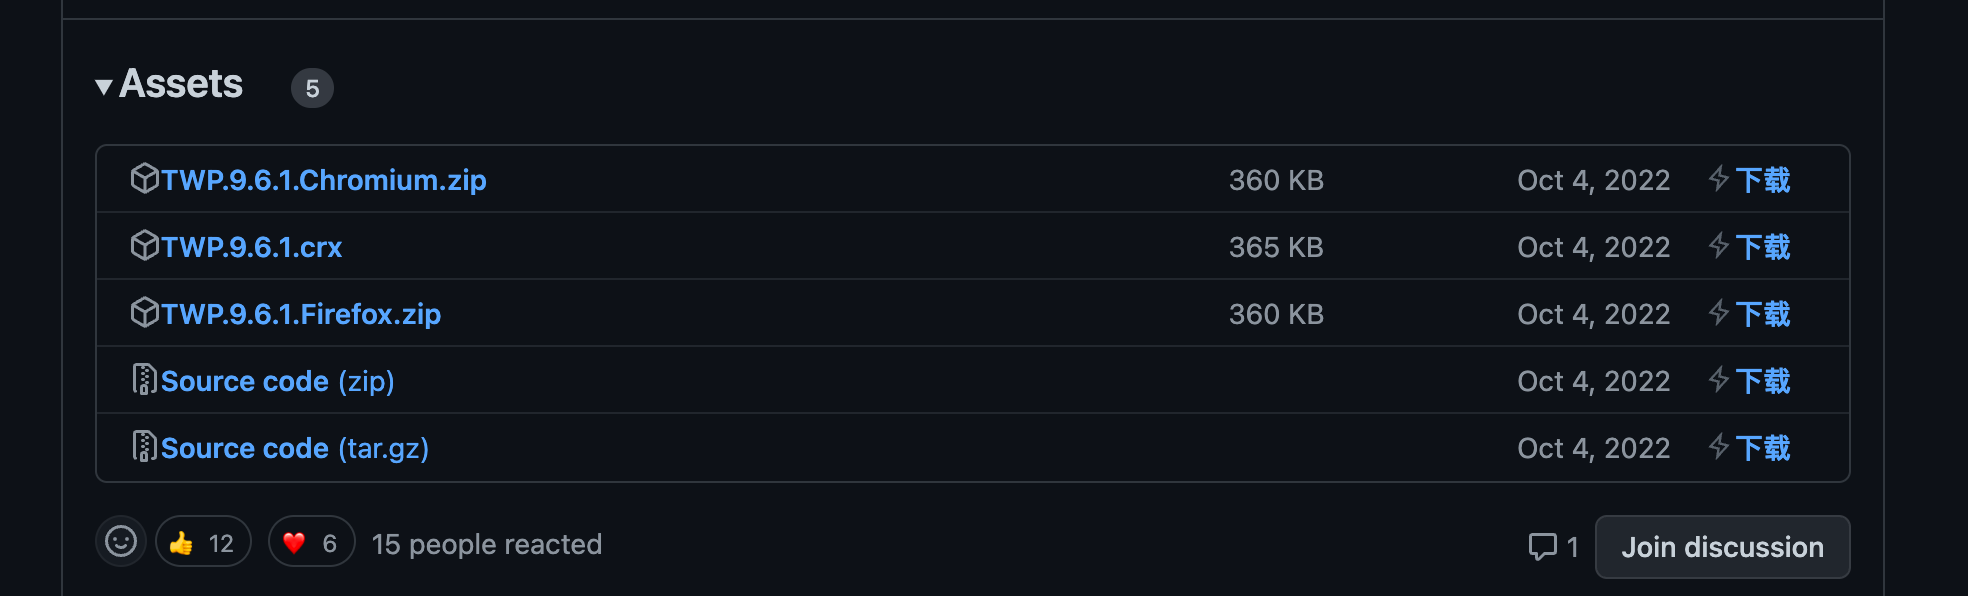 Assets 5
TWP.9.6.1.Chromium.zip 360 KB Oct 4, 2022 下载
TWP.9.6.1.crx 365 KB Oct 4, 2022 下载
TWP.9.6.1.Firefox.zip 360 KB Oct 4, 2022 下载
Source code (zip) Oct 4, 2022 下载
Source code (tar.gz) Oct 4, 2022 下载
12 6 15 people reacted 1 Join discussion